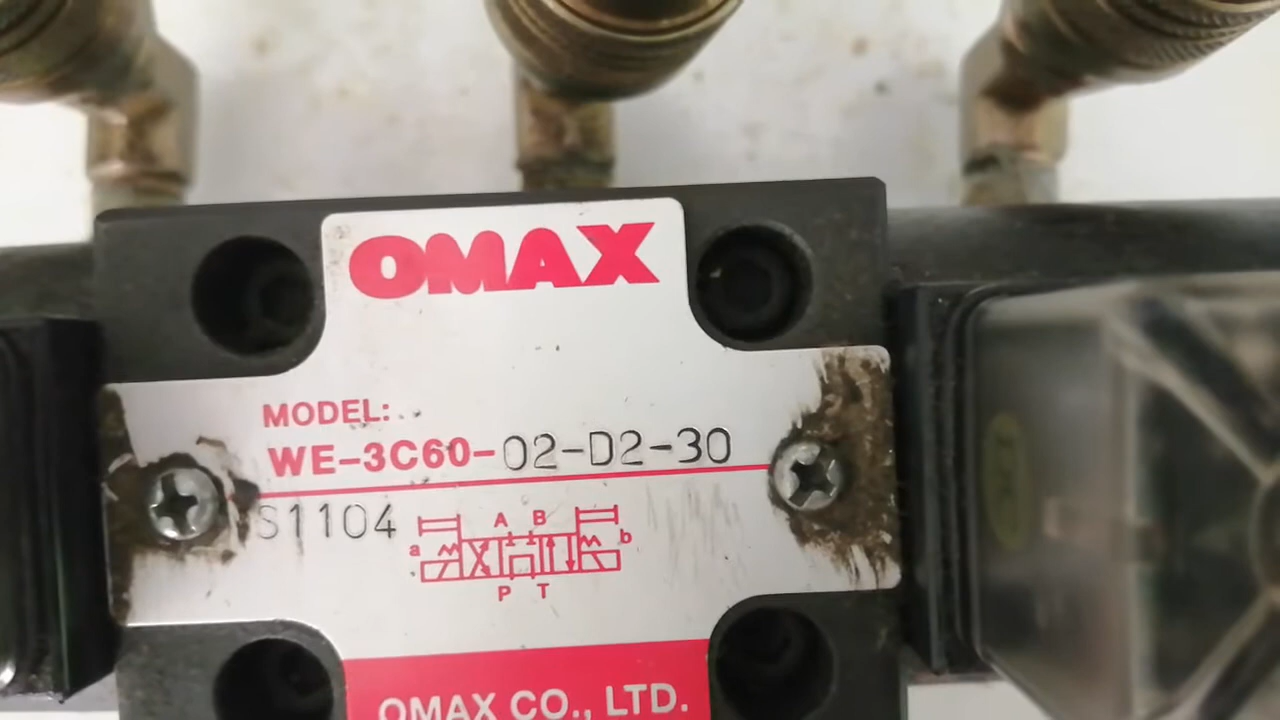 OMAX
MODEL:
WE-3C60-02-D2-30
S1104
A B
a b
P T
OMAX CO., LTD.